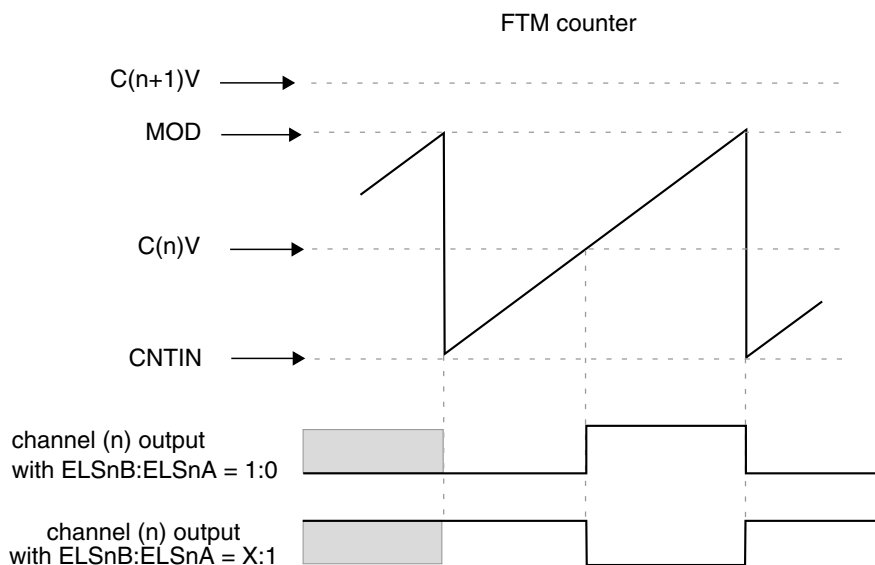 FTM counter
C(n+1)V
MOD
C(n)V
CNTIN
channel (n) output
with ELSnB:ELSnA = 1:0
channel (n) output
with ELSnB:ELSnA = X:1